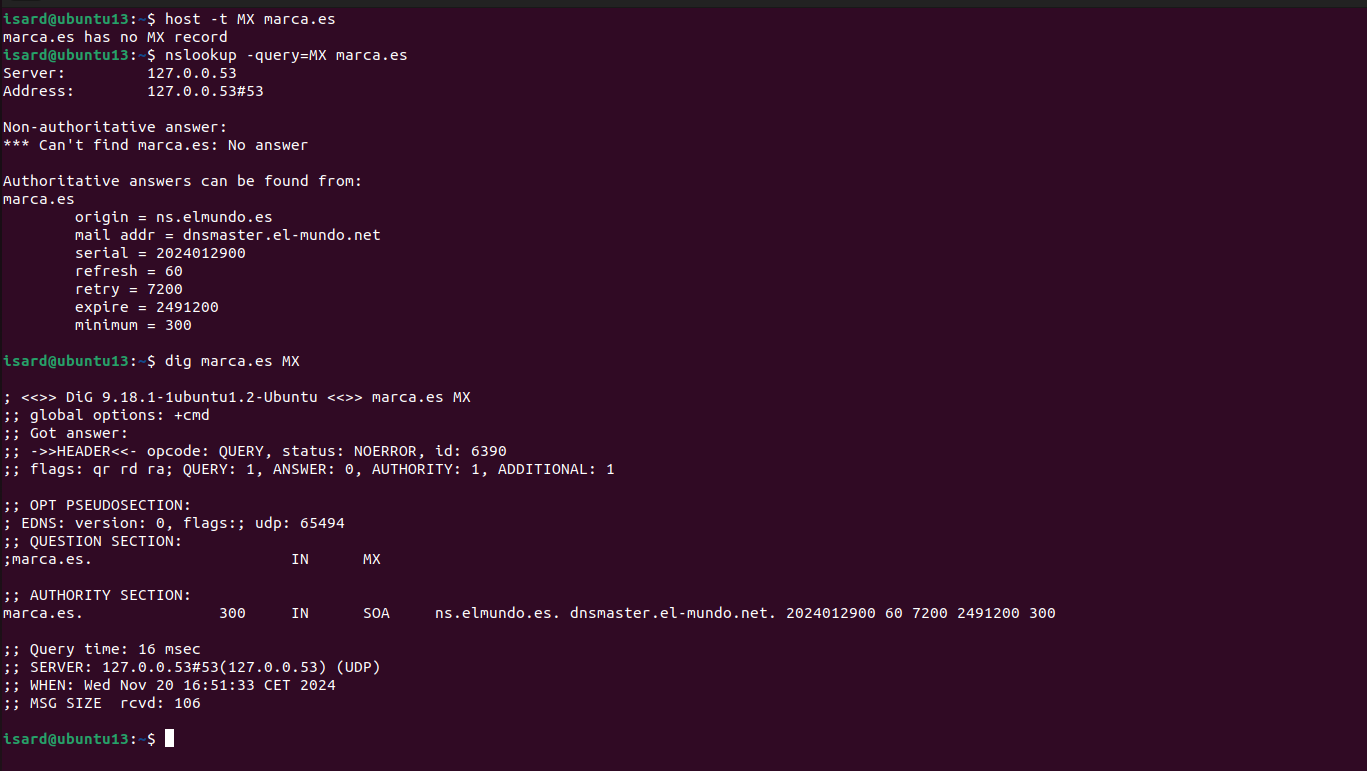 isard@ubuntu13:~$ host -t MX marca.es
marca.es has no MX record
isard@ubuntu13:~$ nslookup -query=MX marca.es
Server:         127.0.0.53
Address:        127.0.0.53#53

Non-authoritative answer:
*** Can't find marca.es: No answer

Authoritative answers can be found from:
marca.es
        origin = ns.elmundo.es
        mail addr = dnsmaster.el-mundo.net
        serial = 2024012900
        refresh = 60
        retry = 7200
        expire = 2491200
        minimum = 300

isard@ubuntu13:~$ dig marca.es MX

; <<>> DiG 9.18.1-1ubuntu1.2-Ubuntu <<>> marca.es MX
;; global options: +cmd
;; Got answer:
;; ->>HEADER<<- opcode: QUERY, status: NOERROR, id: 6390
;; flags: qr rd ra; QUERY: 1, ANSWER: 0, AUTHORITY: 1, ADDITIONAL: 1

;; OPT PSEUDOSECTION:
; EDNS: version: 0, flags:; udp: 65494
;; QUESTION SECTION:
;marca.es.                      IN      MX

;; AUTHORITY SECTION:
marca.es.               300     IN      SOA     ns.elmundo.es. dnsmaster.el-mundo.net. 2024012900 60 7200 2491200 300

;; Query time: 16 msec
;; SERVER: 127.0.0.53#53(127.0.0.53) (UDP)
;; WHEN: Wed Nov 20 16:51:33 CET 2024
;; MSG SIZE  rcvd: 106

isard@ubuntu13:~$